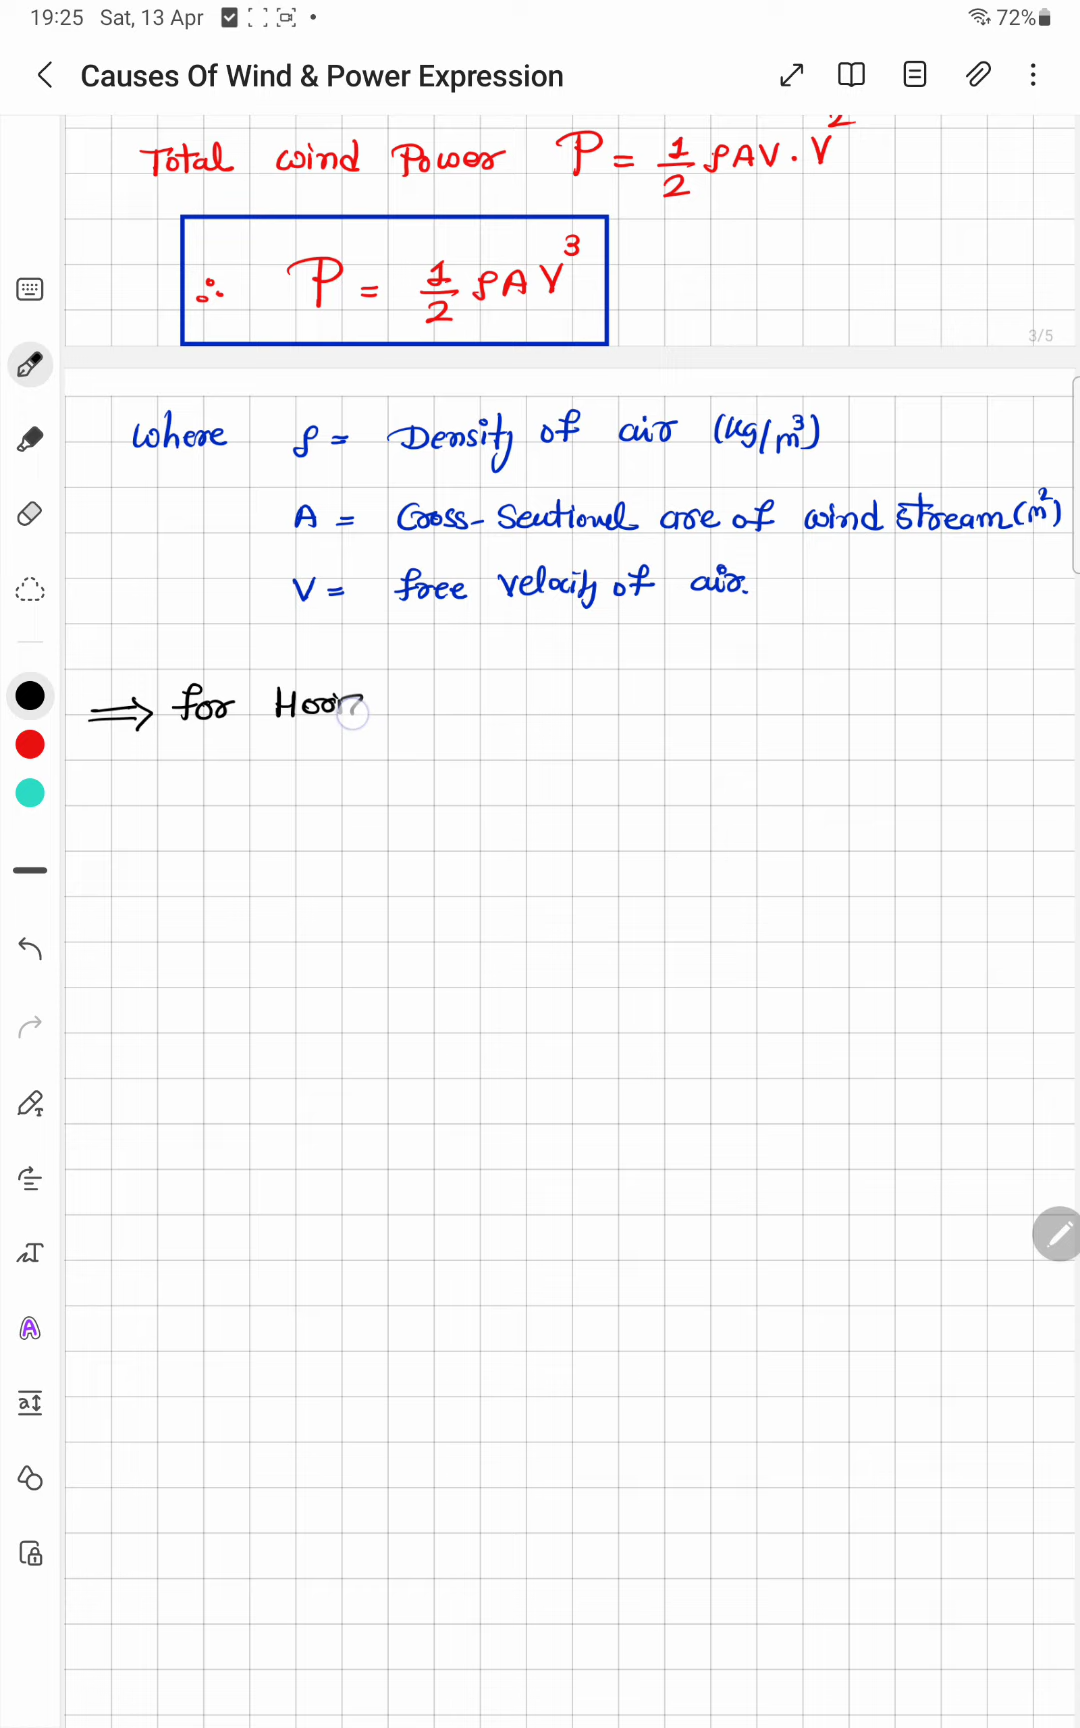 19:25 Sat, 13 Apr
72%
Causes Of Wind & Power Expression
Total wind Power P = 1/2 ρAV . V²
∴ P = 1/2 ρAV³
3/5
where ρ = Density of air (kg/m³)
A = Cross-Sectional are of wind stream (m²)
V = free velocity of air.
⇒ for Hori